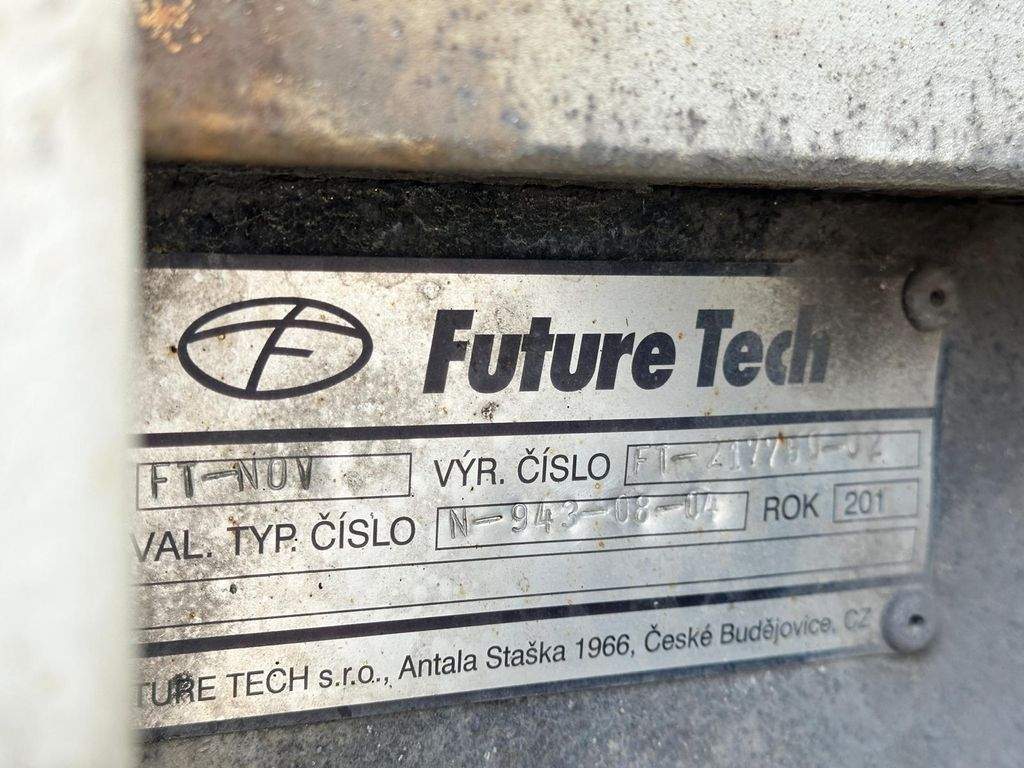 Future Tech
FT-NOV VÝR. ČÍSLO
VAL. TYP. ČÍSLO N-943-08-04 ROK 201
TURE TECH s.r.o., Antala Staška 1966, České Budějovice, CZ